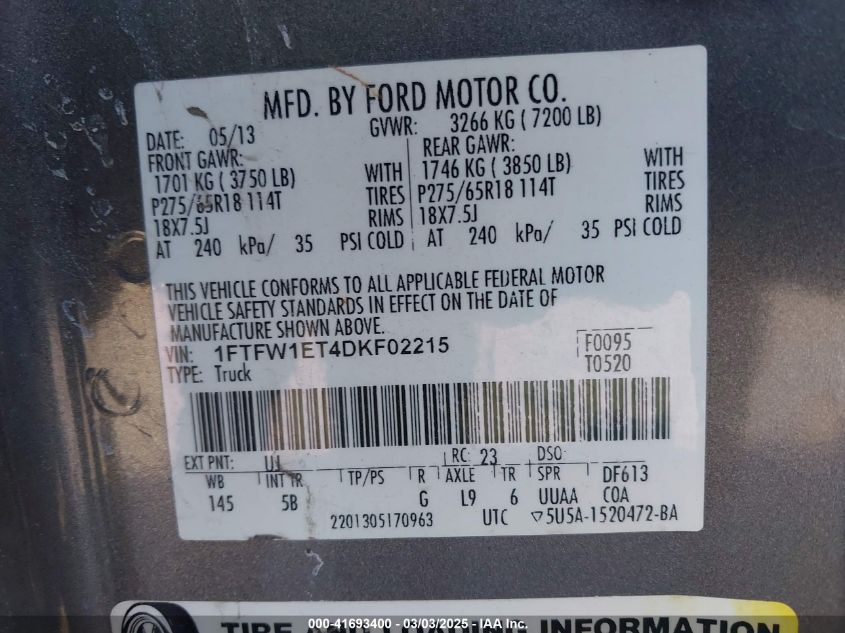 MFD. BY FORD MOTOR CO.
DATE: 05/13 GVWR: 3266 KG ( 7200 LB)
FRONT GAWR: REAR GAWR:
1701 KG ( 3750 LB) WITH 1746 KG ( 3850 LB) WITH
P275/65R18 114T TIRES P275/65R18 114T TIRES
18X7.5J RIMS 18X7.5J RIMS
AT 240 kPa/ 35 PSI COLD AT 240 kPa/ 35 PSI COLD
THIS VEHICLE CONFORMS TO ALL APPLICABLE FEDERAL MOTOR
VEHICLE SAFETY STANDARDS IN EFFECT ON THE DATE OF
MANUFACTURE SHOWN ABOVE.
VIN: 1FTFW1ET4DKF02215 F0095
TYPE: Truck T0520
EXT PNT: UJ RC: 23 DSO:
WB INT TR TP/PS R AXLE TR SPR DF613
145 5B G L9 6 UUAA COA
2201305170963 UTC ▽5U5A-1520472-BA
TIRE AND LOADING INFORMATION
000-41693400 - 03/03/2025 - IAA Inc.